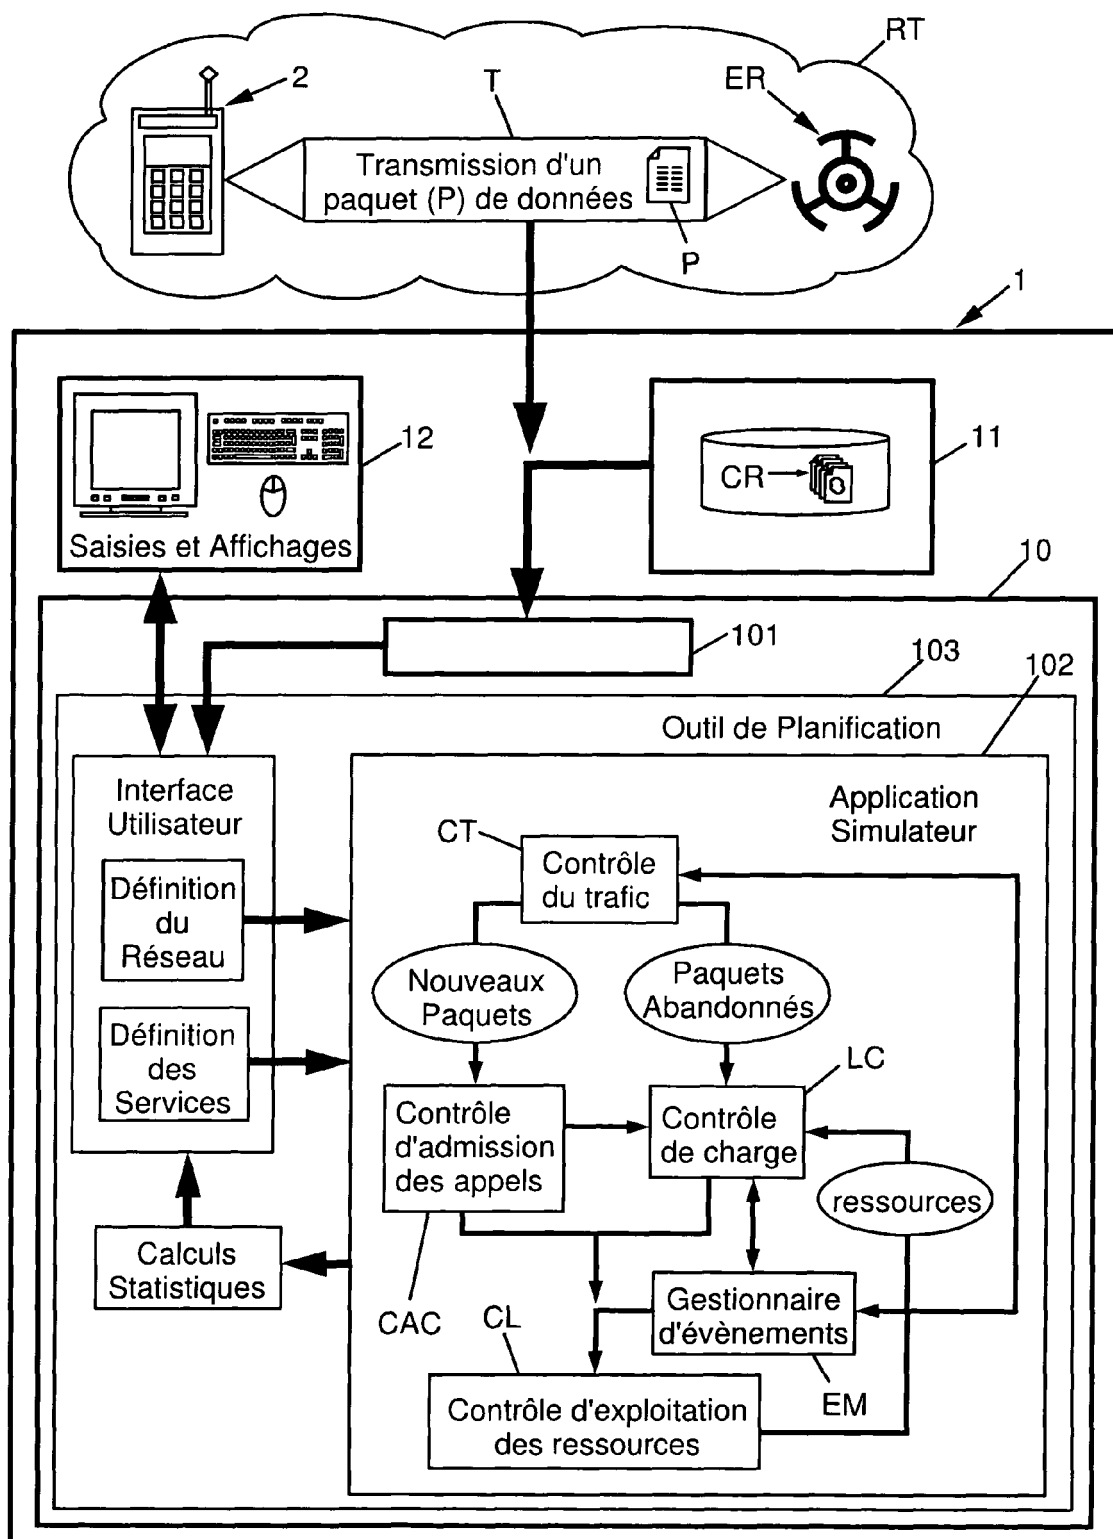 RT
2
T
ER
Transmission d'un
paquet (P) de données
P
1
12
11
CR
Saisies et Affichages
10
101
103
102
Outil de Planification
Interface
Utilisateur
Application
Simulateur
CT
Contrôle
du trafic
Définition
du
Réseau
Nouveaux
Paquets
Paquets
Abandonnés
Définition
des
Services
LC
Contrôle
d'admission
des appels
Contrôle
de charge
ressources
Calculs
Statistiques
CAC
CL
Gestionnaire
d'évènements
EM
Contrôle d'exploitation
des ressources